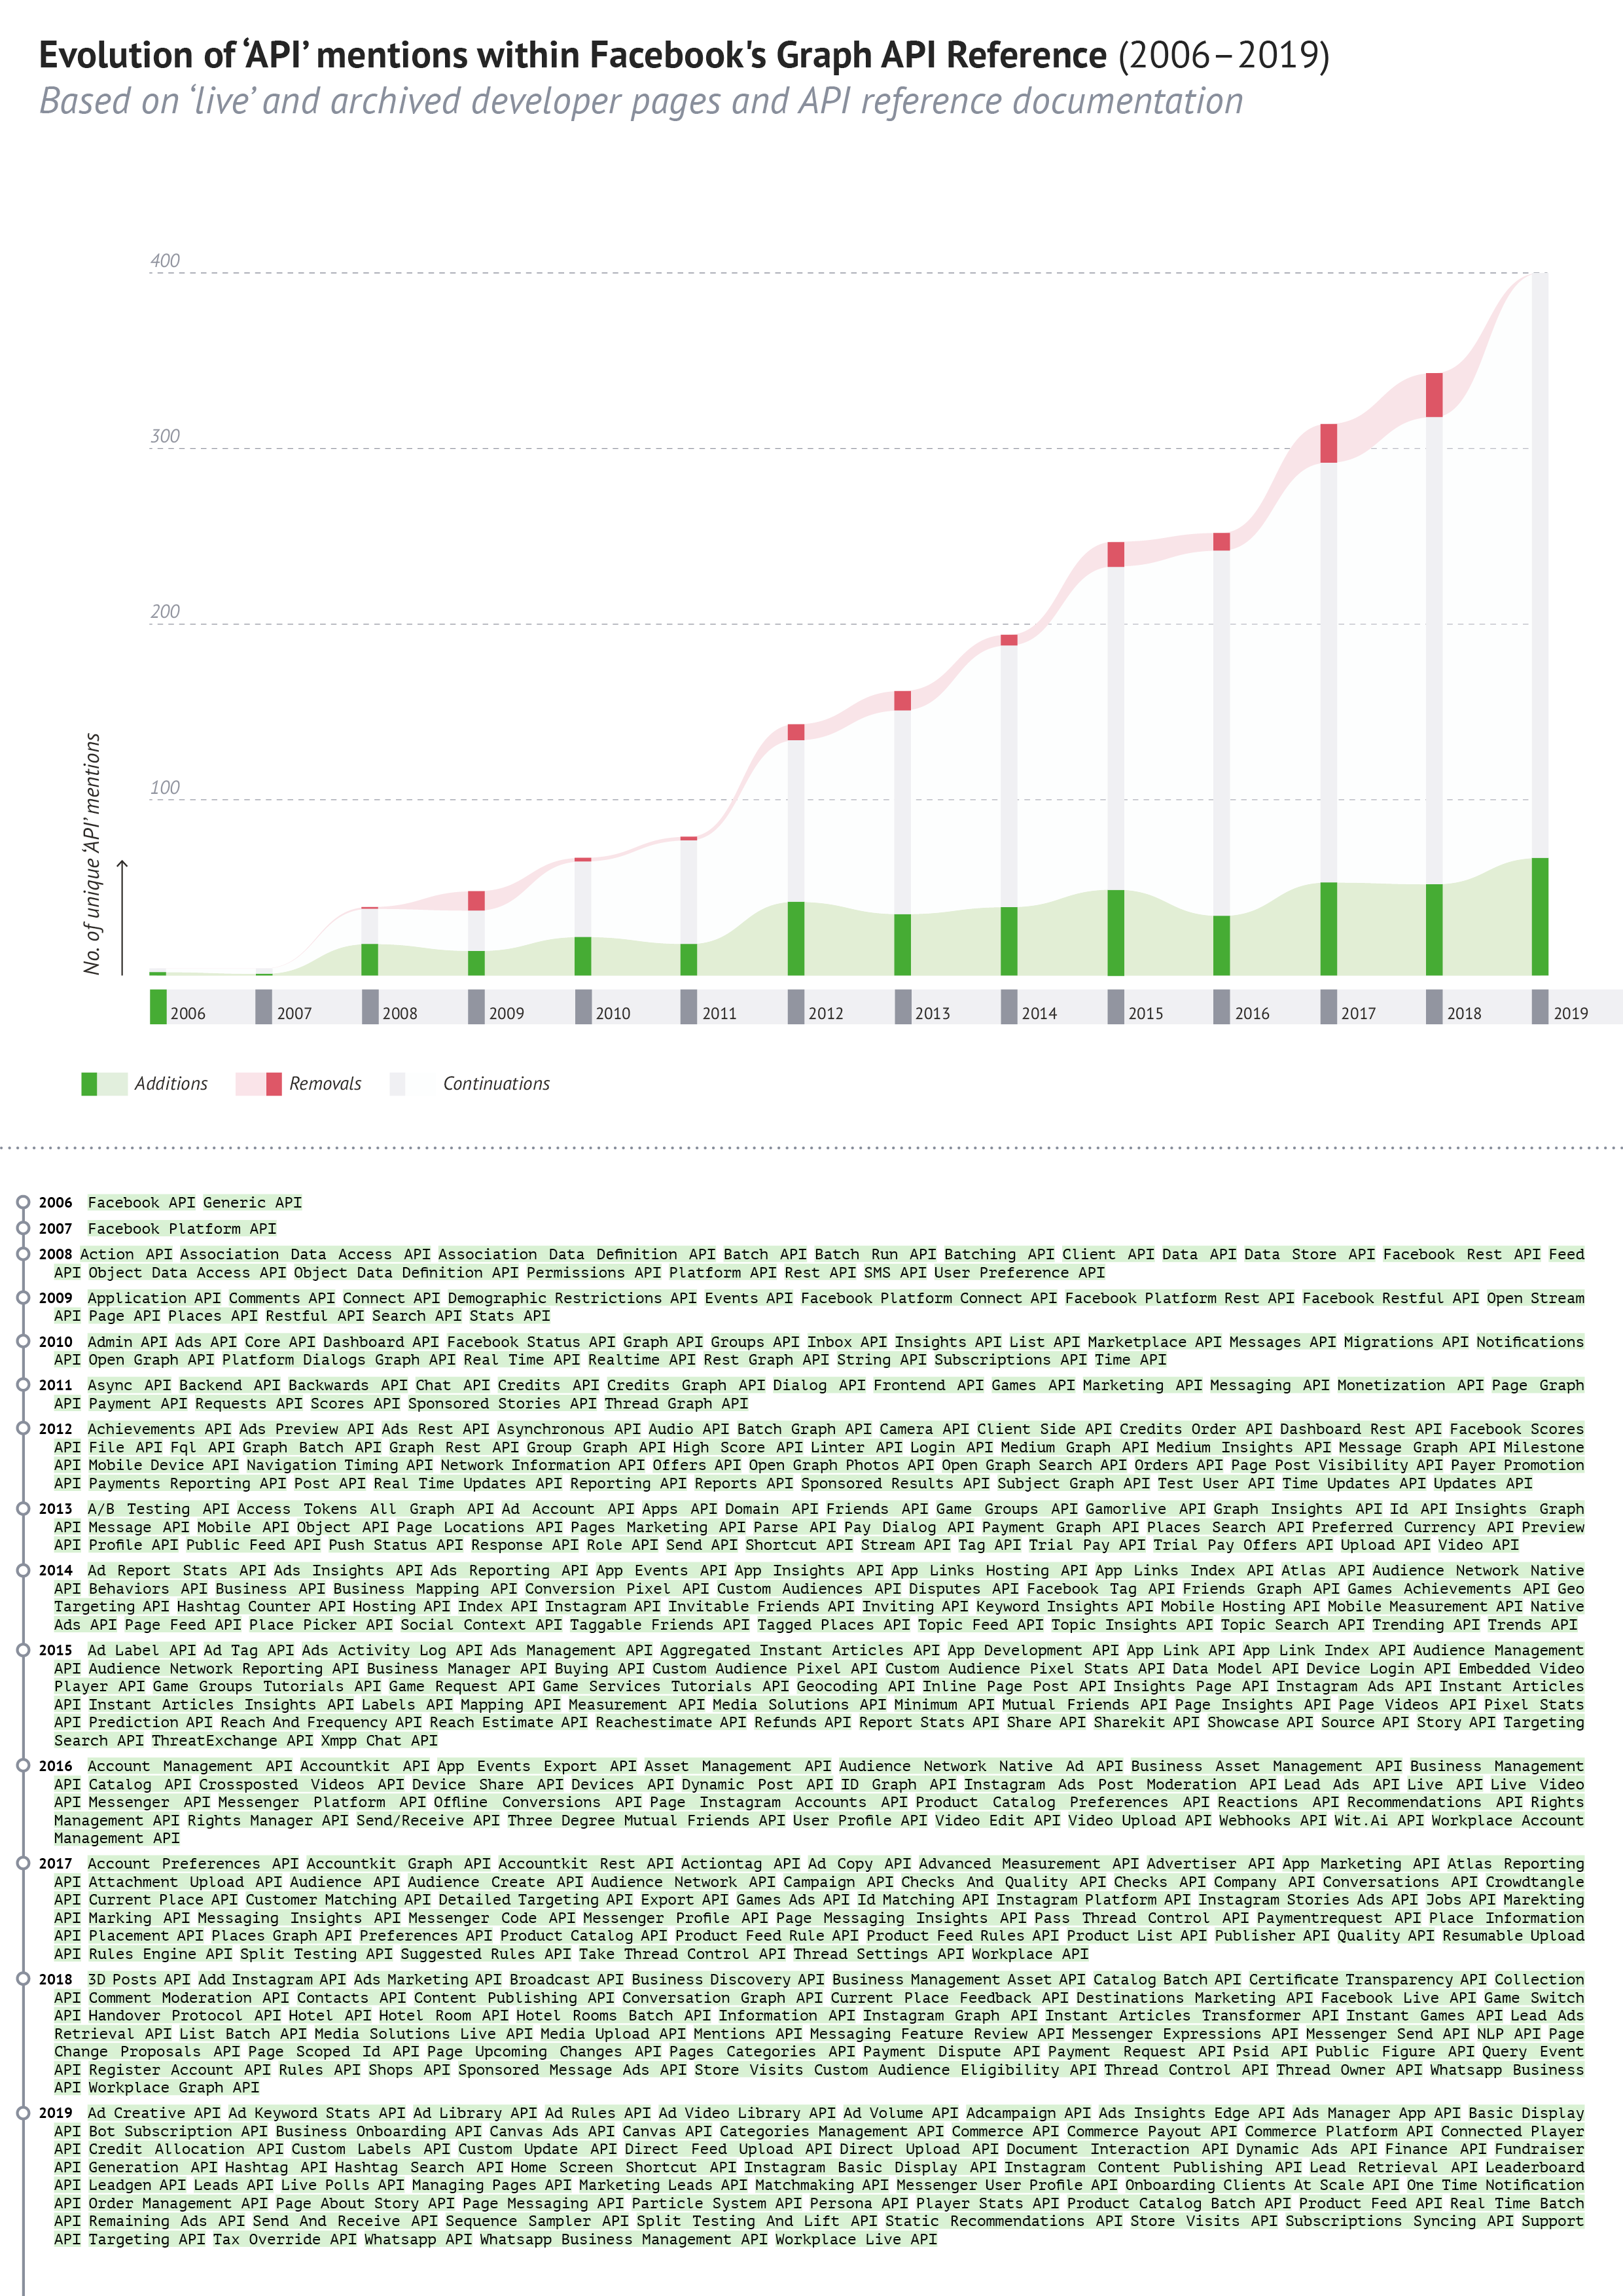 Evolution of ‘API’ mentions within Facebook's Graph API Reference (2006–2019)
Based on ‘live’ and archived developer pages and API reference documentation
400
300
200
100
No. of unique ‘API’ mentions
2006 2007 2008 2009 2010 2011 2012 2013 2014 2015 2016 2017 2018 2019
Additions Removals Continuations
2006 Facebook API Generic API
2007 Facebook Platform API
2008 Action API Association Data Access API Association Data Definition API Batch API Batch Run API Batching API Client API Data API Data Store API Facebook Rest API Feed
API Object Data Access API Object Data Definition API Permissions API Platform API Rest API SMS API User Preference API
2009 Application API Comments API Connect API Demographic Restrictions API Events API Facebook Platform Connect API Facebook Platform Rest API Facebook Restful API Open Stream
API Page API Places API Restful API Search API Stats API
2010 Admin API Ads API Core API Dashboard API Facebook Status API Graph API Groups API Inbox API Insights API List API Marketplace API Messages API Migrations API Notifications
API Open Graph API Platform Dialogs Graph API Real Time API Realtime API Rest Graph API String API Subscriptions API Time API
2011 Async API Backend API Backwards API Chat API Credits API Credits Graph API Dialog API Frontend API Games API Marketing API Messaging API Monetization API Page Graph
API Payment API Requests API Scores API Sponsored Stories API Thread Graph API
2012 Achievements API Ads Preview API Ads Rest API Asynchronous API Audio API Batch Graph API Camera API Client Side API Credits Order API Dashboard Rest API Facebook Scores
API File API Fql API Graph Batch API Graph Rest API Group Graph API High Score API Linter API Login API Medium Graph API Medium Insights API Message Graph API Milestone
API Mobile Device API Navigation Timing API Network Information API Offers API Open Graph Photos API Open Graph Search API Orders API Page Post Visibility API Payer Promotion
API Payments Reporting API Post API Real Time Updates API Reporting API Reports API Sponsored Results API Subject Graph API Test User API Time Updates API Updates API
2013 A/B Testing API Access Tokens All Graph API Ad Account API Apps API Domain API Friends API Game Groups API Gamorlive API Graph Insights API Id API Insights Graph
API Message API Mobile API Object API Page Locations API Pages Marketing API Parse API Pay Dialog API Payment Graph API Places Search API Preferred Currency API Preview
API Profile API Public Feed API Push Status API Response API Role API Send API Shortcut API Stream API Tag API Trial Pay API Trial Pay Offers API Upload API Video API
2014 Ad Report Stats API Ads Insights API Ads Reporting API App Events API App Insights API App Links Hosting API App Links Index API Atlas API Audience Network Native
API Behaviors API Business API Business Mapping API Conversion Pixel API Custom Audiences API Disputes API Facebook Tag API Friends Graph API Games Achievements API Geo
Targeting API Hashtag Counter API Hosting API Index API Instagram API Invitable Friends API Inviting API Keyword Insights API Mobile Hosting API Mobile Measurement API Native
Ads API Page Feed API Place Picker API Social Context API Taggable Friends API Tagged Places API Topic Feed API Topic Insights API Topic Search API Trending API Trends API
2015 Ad Label API Ad Tag API Ads Activity Log API Ads Management API Aggregated Instant Articles API App Development API App Link API App Link Index API Audience Management
API Audience Network Reporting API Business Manager API Buying API Custom Audience Pixel API Custom Audience Pixel Stats API Data Model API Device Login API Embedded Video
Player API Game Groups Tutorials API Game Request API Game Services Tutorials API Geocoding API Inline Page Post API Insights Page API Instagram Ads API Instant Articles
API Instant Articles Insights API Labels API Mapping API Measurement API Media Solutions API Minimum API Mutual Friends API Page Insights API Page Videos API Pixel Stats
API Prediction API Reach And Frequency API Reach Estimate API Reachestimate API Refunds API Report Stats API Share API Sharekit API Showcase API Source API Story API Targeting
Search API ThreatExchange API Xmpp Chat API
2016 Account Management API Accountkit API App Events Export API Asset Management API Audience Network Native Ad API Business Asset Management API Business Management
API Catalog API Crossposted Videos API Device Share API Devices API Dynamic Post API ID Graph API Instagram Ads Post Moderation API Lead Ads API Live API Live Video
API Messenger API Messenger Platform API Offline Conversions API Page Instagram Accounts API Product Catalog Preferences API Reactions API Recommendations API Rights
Management API Rights Manager API Send/Receive API Three Degree Mutual Friends API User Profile API Video Edit API Video Upload API Webhooks API Wit.Ai API Workplace Account
Management API
2017 Account Preferences API Accountkit Graph API Accountkit Rest API Actiontag API Ad Copy API Advanced Measurement API Advertiser API App Marketing API Atlas Reporting
API Attachment Upload API Audience API Audience Create API Audience Network API Campaign API Checks And Quality API Checks API Company API Conversations API Crowdtangle
API Current Place API Customer Matching API Detailed Targeting API Export API Games Ads API Id Matching API Instagram Platform API Instagram Stories Ads API Jobs API Marekting
API Marking API Messaging Insights API Messenger Code API Messenger Profile API Page Messaging Insights API Pass Thread Control API Paymentrequest API Place Information
API Placement API Places Graph API Preferences API Product Catalog API Product Feed Rule API Product Feed Rules API Product List API Publisher API Quality API Resumable Upload
API Rules Engine API Split Testing API Suggested Rules API Take Thread Control API Thread Settings API Workplace API
2018 3D Posts API Add Instagram API Ads Marketing API Broadcast API Business Discovery API Business Management Asset API Catalog Batch API Certificate Transparency API Collection
API Comment Moderation API Contacts API Content Publishing API Conversation Graph API Current Place Feedback API Destinations Marketing API Facebook Live API Game Switch
API Handover Protocol API Hotel API Hotel Room API Hotel Rooms Batch API Information API Instagram Graph API Instant Articles Transformer API Instant Games API Lead Ads
Retrieval API List Batch API Media Solutions Live API Media Upload API Mentions API Messaging Feature Review API Messenger Expressions API Messenger Send API NLP API Page
Change Proposals API Page Scoped Id API Page Upcoming Changes API Pages Categories API Payment Dispute API Payment Request API Psid API Public Figure API Query Event
API Register Account API Rules API Shops API Sponsored Message Ads API Store Visits Custom Audience Eligibility API Thread Control API Thread Owner API Whatsapp Business
API Workplace Graph API
2019 Ad Creative API Ad Keyword Stats API Ad Library API Ad Rules API Ad Video Library API Ad Volume API Adcampaign API Ads Insights Edge API Ads Manager App API Basic Display
API Bot Subscription API Business Onboarding API Canvas Ads API Canvas API Categories Management API Commerce API Commerce Payout API Commerce Platform API Connected Player
API Credit Allocation API Custom Labels API Custom Update API Direct Feed Upload API Direct Upload API Document Interaction API Dynamic Ads API Finance API Fundraiser
API Generation API Hashtag API Hashtag Search API Home Screen Shortcut API Instagram Basic Display API Instagram Content Publishing API Lead Retrieval API Leaderboard
API Leadgen API Leads API Live Polls API Managing Pages API Marketing Leads API Matchmaking API Messenger User Profile API Onboarding Clients At Scale API One Time Notification
API Order Management API Page About Story API Page Messaging API Particle System API Persona API Player Stats API Product Catalog Batch API Product Feed API Real Time Batch
API Remaining Ads API Send And Receive API Sequence Sampler API Split Testing And Lift API Static Recommendations API Store Visits API Subscriptions Syncing API Support
API Targeting API Tax Override API Whatsapp API Whatsapp Business Management API Workplace Live API